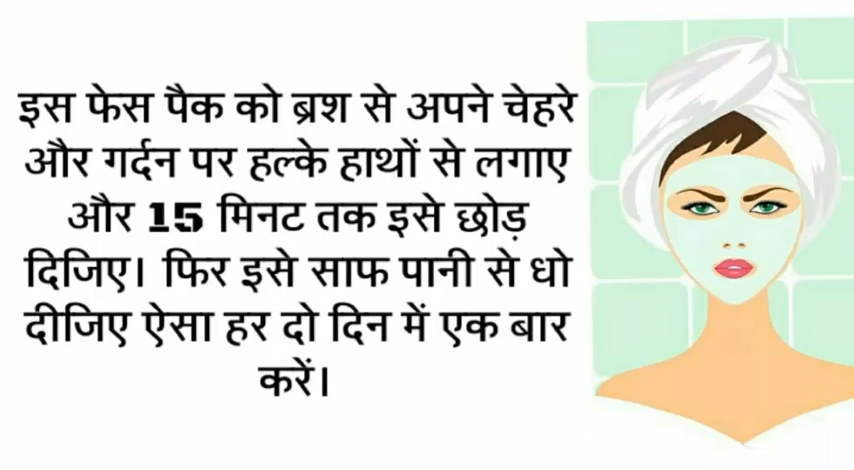 इस फेस पैक को ब्रश से अपने चेहरे
और गर्दन पर हल्के हाथों से लगाए
और 15 मिनट तक इसे छोड़
दिजिए। फिर इसे साफ पानी से धो
दीजिए ऐसा हर दो दिन में एक बार
करें।